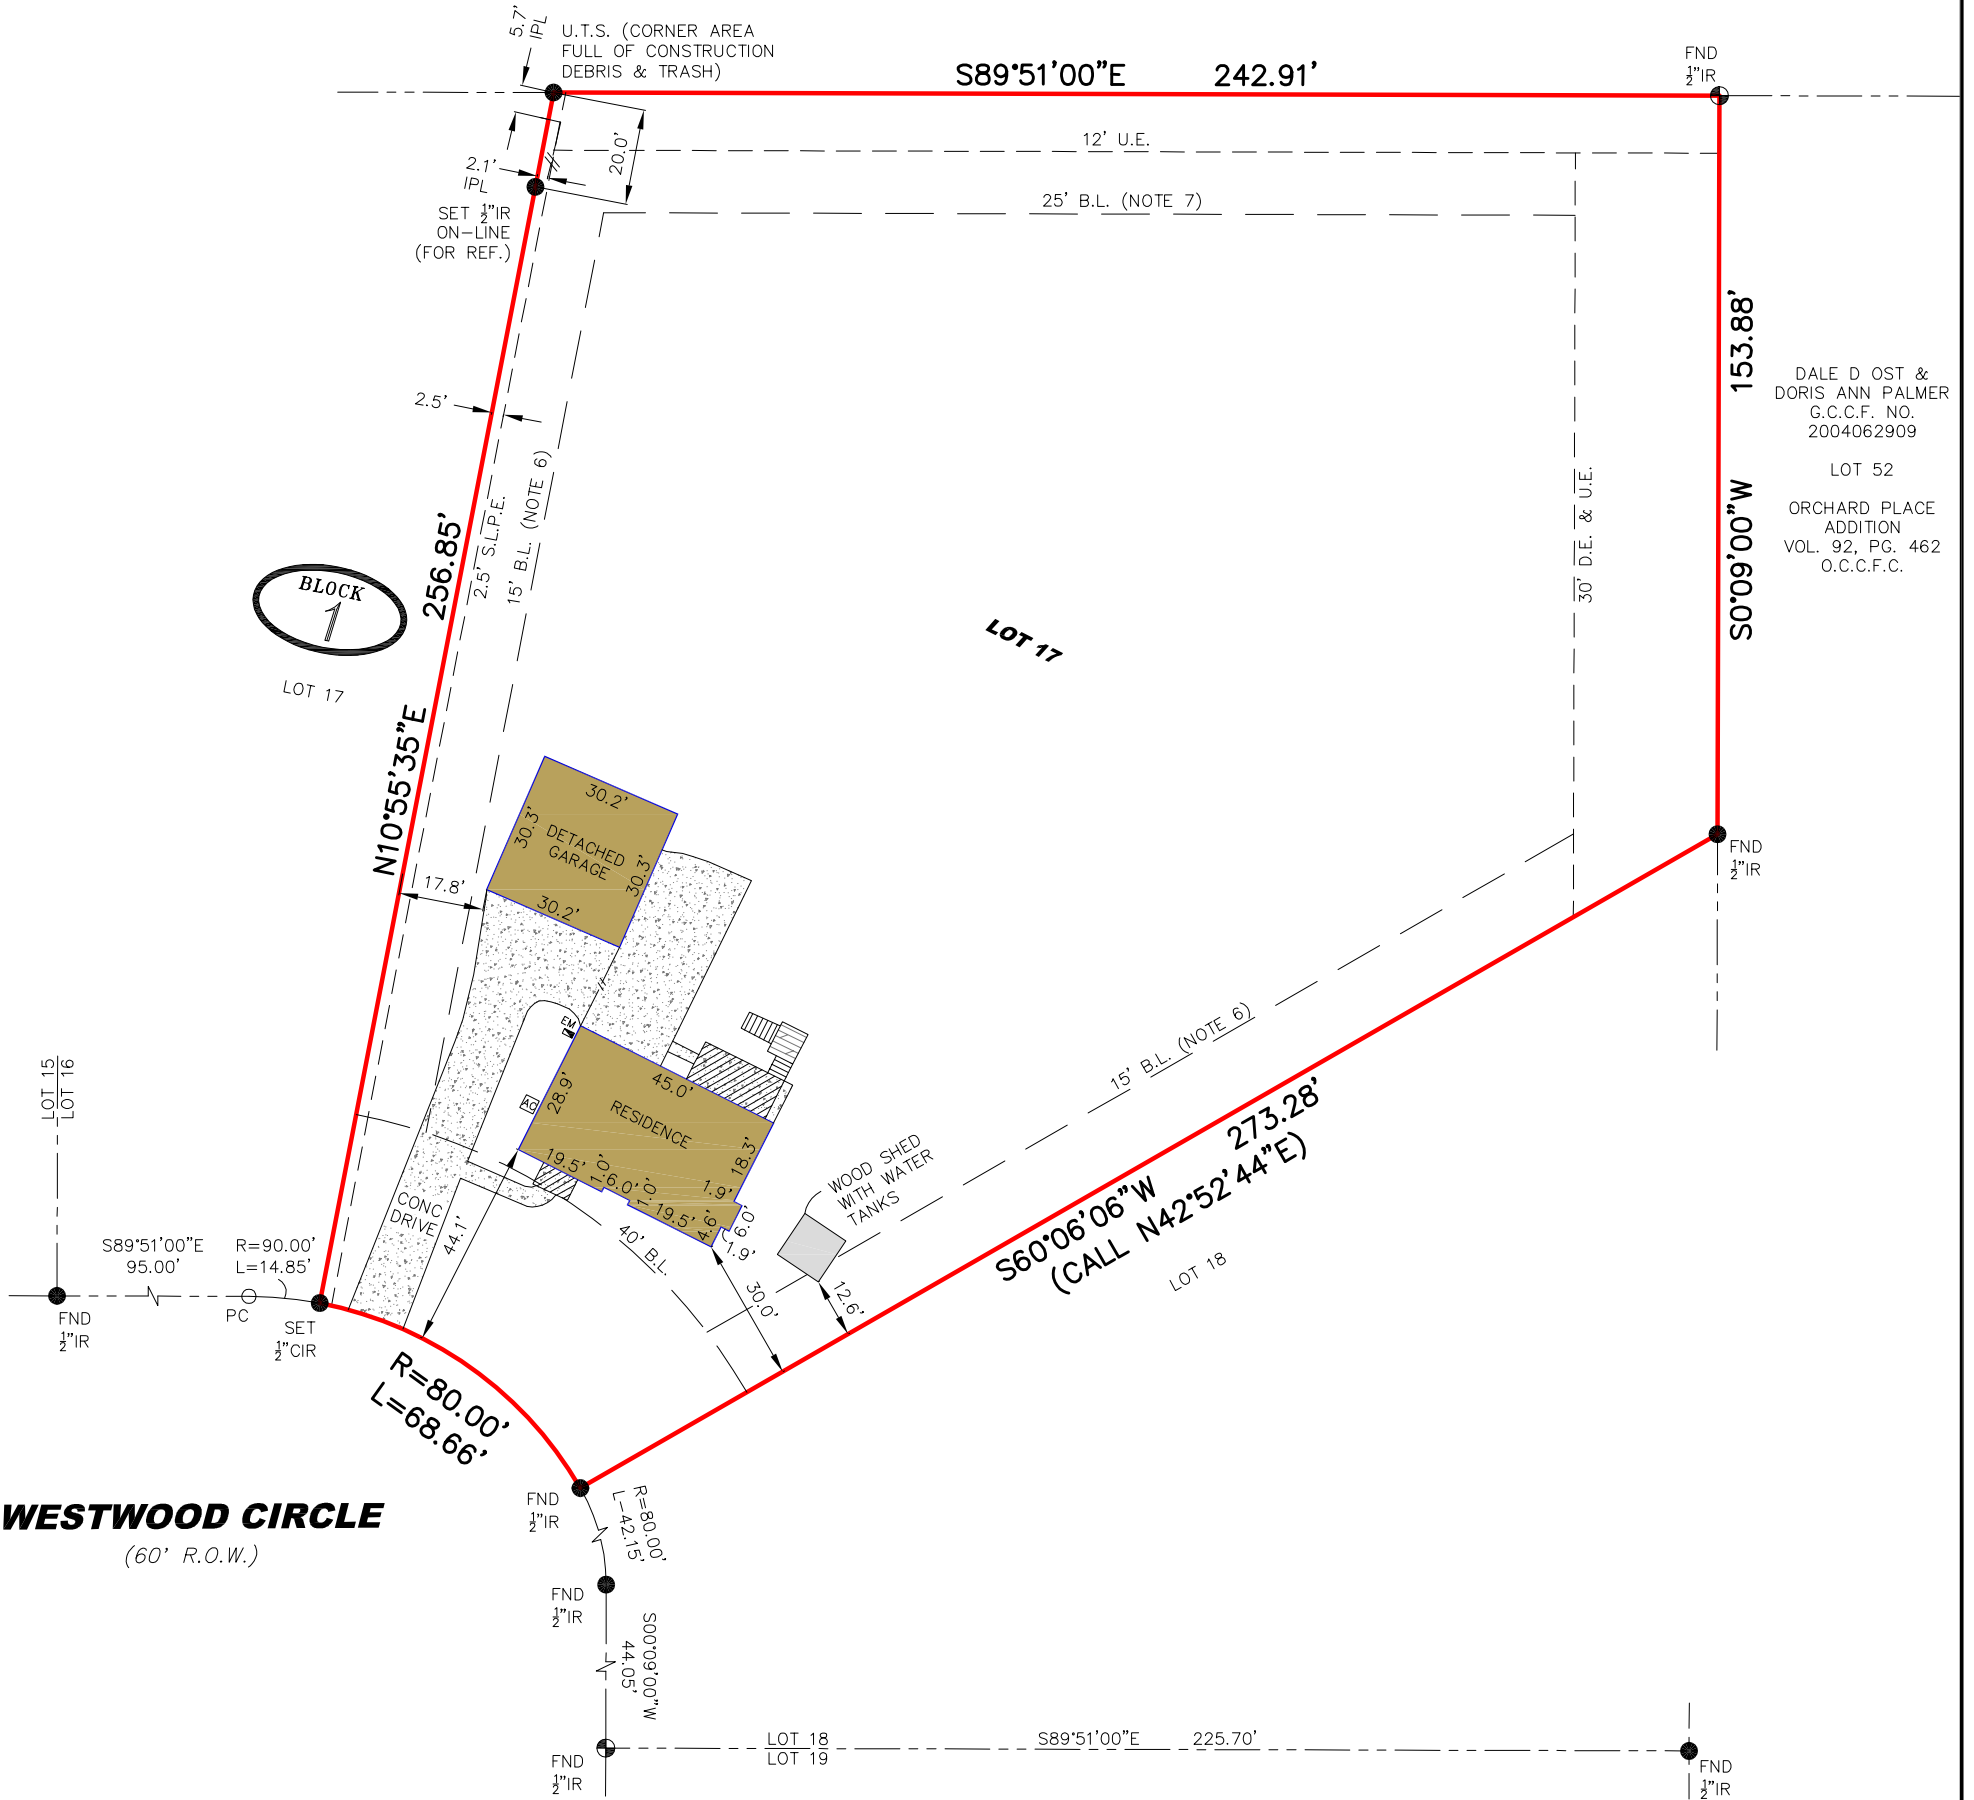 5.7'
IPL
U.T.S. (CORNER AREA
FULL OF CONSTRUCTION
DEBRIS & TRASH)
S89°51'00"E 242.91'
FND
½"IR
12' U.E.
20.0'
2.1'
IPL
SET ½"IR
ON-LINE
(FOR REF.)
25' B.L. (NOTE 7)
153.88'
S0°09'00"W
DALE D OST &
DORIS ANN PALMER
G.C.C.F. NO.
2004062909
LOT 52
ORCHARD PLACE
ADDITION
VOL. 92, PG. 462
O.C.C.F.C.
2.5'
15' B.L. (NOTE 6)
2.5' S.L.P.E.
30' D.E. & U.E.
256.85'
N10°55'35"E
BLOCK
1
LOT 17
LOT 17
30.2'
30.3'
DETACHED
GARAGE
30.3'
30.2'
17.8'
FND
½"IR
EM
AC
45.0'
28.9'
RESIDENCE
18.3'
19.5'
1.0'
6.0'
1.0'
19.5'
1.9'
4.6'
6.0'
1.9'
15' B.L. (NOTE 6)
WOOD SHED
WITH WATER
TANKS
273.28'
S60°06'06"W
(CALL N42°52'44"E)
LOT 18
LOT 15
LOT 16
CONC
DRIVE
44.1'
40' B.L.
30.0'
12.6'
S89°51'00"E
95.00'
R=90.00'
L=14.85'
FND
½"IR
PC
SET
½"CIR
R=80.00'
L=68.66'
FND
½"IR
R=80.00'
L=42.15'
WESTWOOD CIRCLE
(60' R.O.W.)
FND
½"IR
S00°09'00"W
44.05'
FND
½"IR
LOT 18
LOT 19
S89°51'00"E 225.70'
FND
½"IR